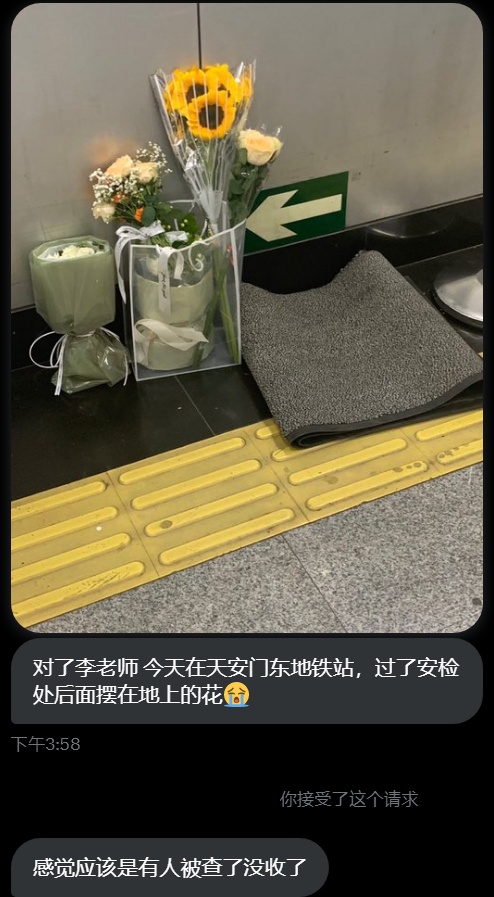 对了李老师 今天在天安门东地铁站，过了安检
处后面摆在地上的花😭
下午3:58
你接受了这个请求
感觉应该是有人被查了没收了